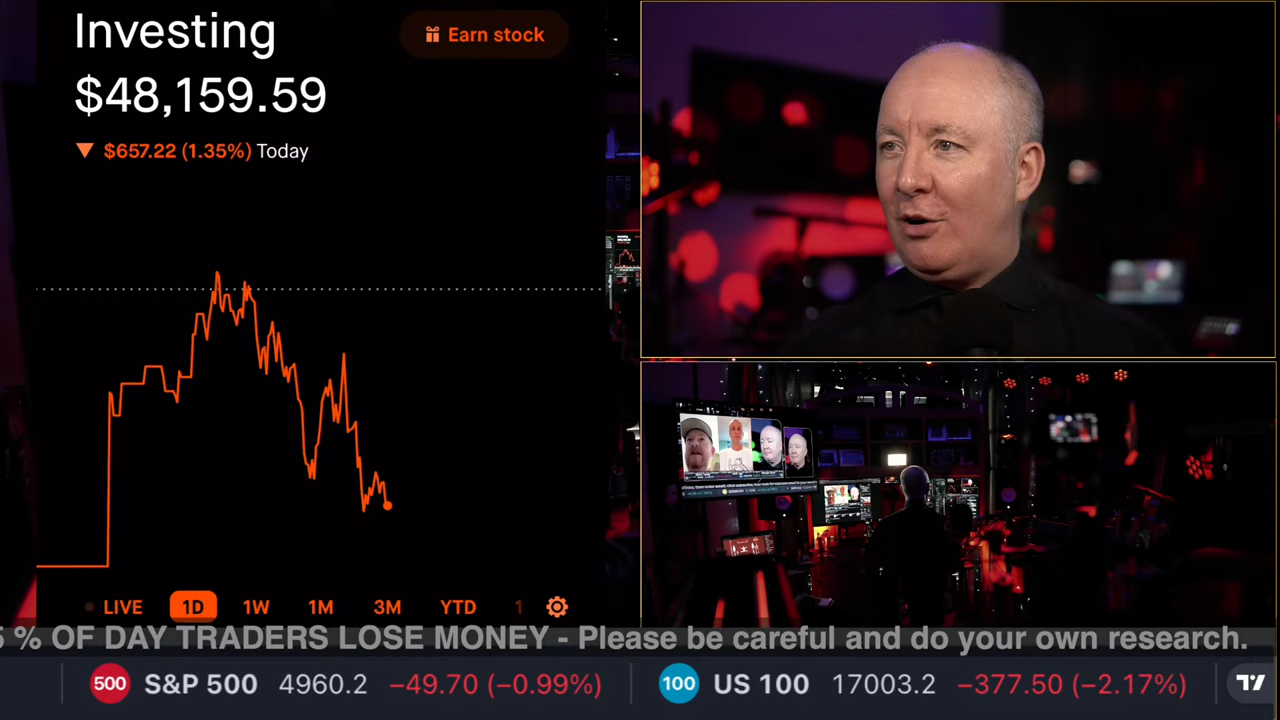 Investing
Earn stock
$48,159.59
▼ $657.22 (1.35%) Today
LIVE 1D 1W 1M 3M YTD 1
% OF DAY TRADERS LOSE MONEY - Please be careful and do your own research.
500 S&P 500 4960.2 −49.70 (−0.99%) 100 US 100 17003.2 −377.50 (−2.17%)